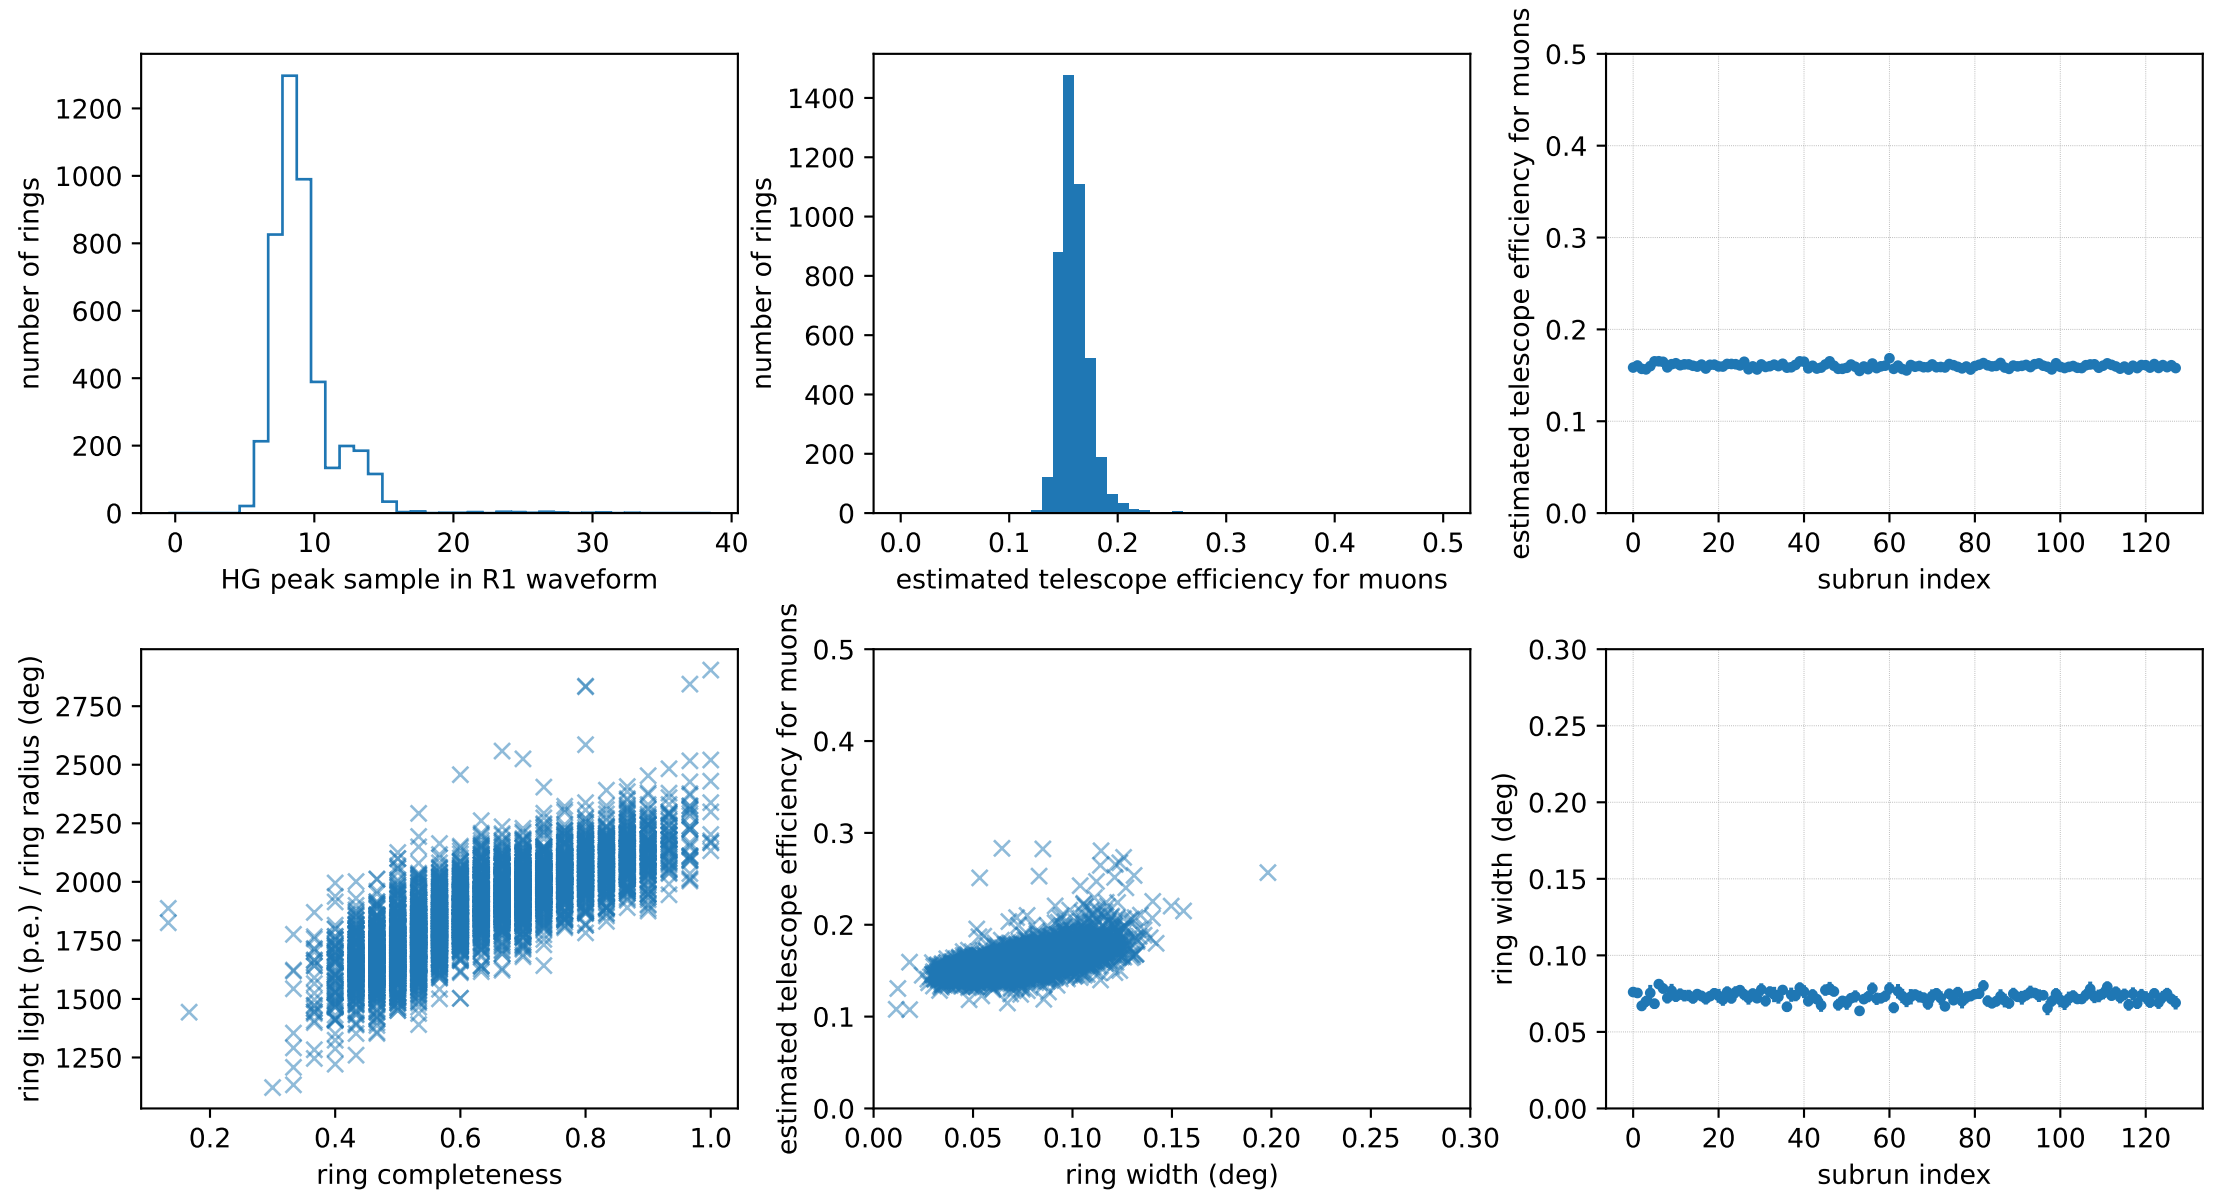 number of rings
1200
1000
800
600
400
200
0
0 10 20 30 40
HG peak sample in R1 waveform
number of rings
1400
1200
1000
800
600
400
200
0
0.0 0.1 0.2 0.3 0.4 0.5
estimated telescope efficiency for muons
estimated telescope efficiency for muons
0.5
0.4
0.3
0.2
0.1
0.0
0 20 40 60 80 100 120
subrun index
ring light (p.e.) / ring radius (deg)
2750
2500
2250
2000
1750
1500
1250
0.2 0.4 0.6 0.8 1.0
ring completeness
estimated telescope efficiency for muons
0.5
0.4
0.3
0.2
0.1
0.0
0.00 0.05 0.10 0.15 0.20 0.25 0.30
ring width (deg)
ring width (deg)
0.30
0.25
0.20
0.15
0.10
0.05
0.00
0 20 40 60 80 100 120
subrun index